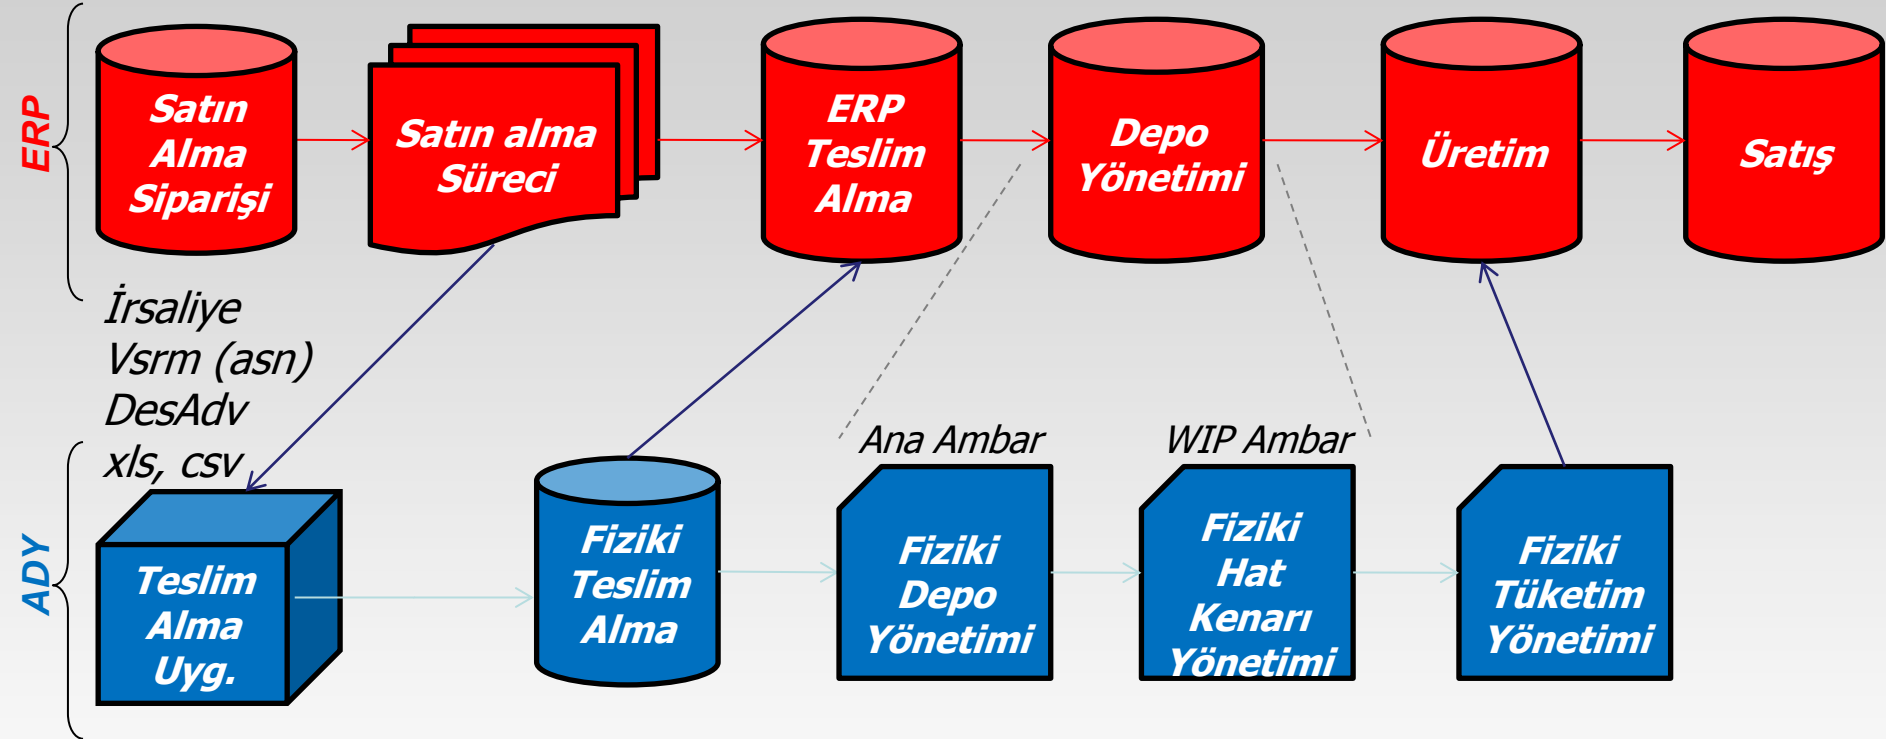 ERP
Satın
Alma
Siparişi
Satın alma
Süreci
ERP
Teslim
Alma
Depo
Yönetimi
Üretim
Satış
İrsaliye
Vsrm (asn)
DesAdv
xls, csv
Ana Ambar
WIP Ambar
ADY
Teslim
Alma
Uyg.
Fiziki
Teslim
Alma
Fiziki
Depo
Yönetimi
Fiziki
Hat
Kenarı
Yönetimi
Fiziki
Tüketim
Yönetimi